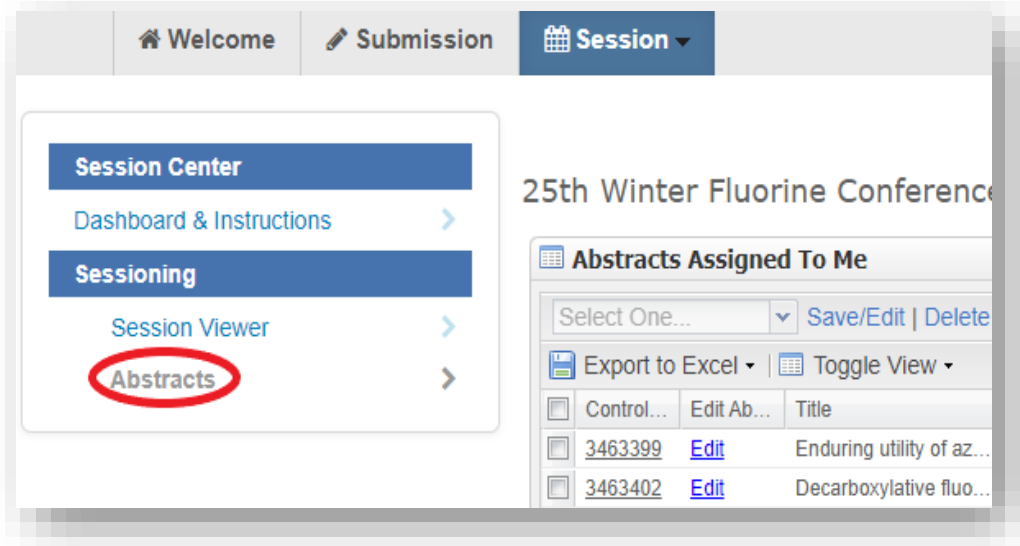 Welcome Submission Session
Session Center
Dashboard & Instructions
Sessioning
Session Viewer
Abstracts
25th Winter Fluorine Conference
Abstracts Assigned To Me
Select One... Save/Edit | Delete
Export to Excel | Toggle View
Control... Edit Ab... Title
3463399 Edit Enduring utility of az...
3463402 Edit Decarboxylative fluo...